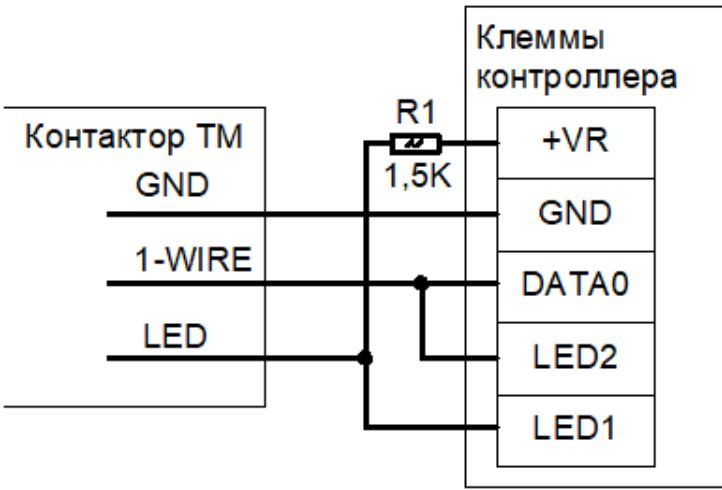 Клеммы
контроллера
R1
+VR
Контактор ТМ
1,5K
GND
GND
1-WIRE
DATA0
LED
LED2
LED1